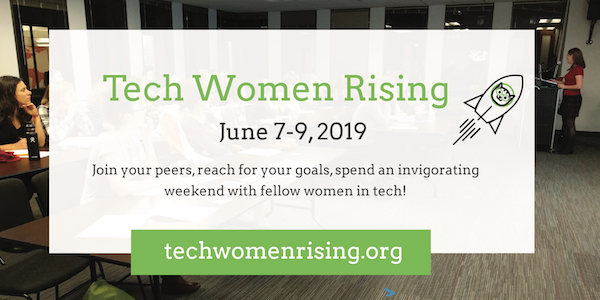 Tech Women Rising
June 7-9, 2019
Join your peers, reach for your goals, spend an invigorating
weekend with fellow women in tech!
techwomenrising.org